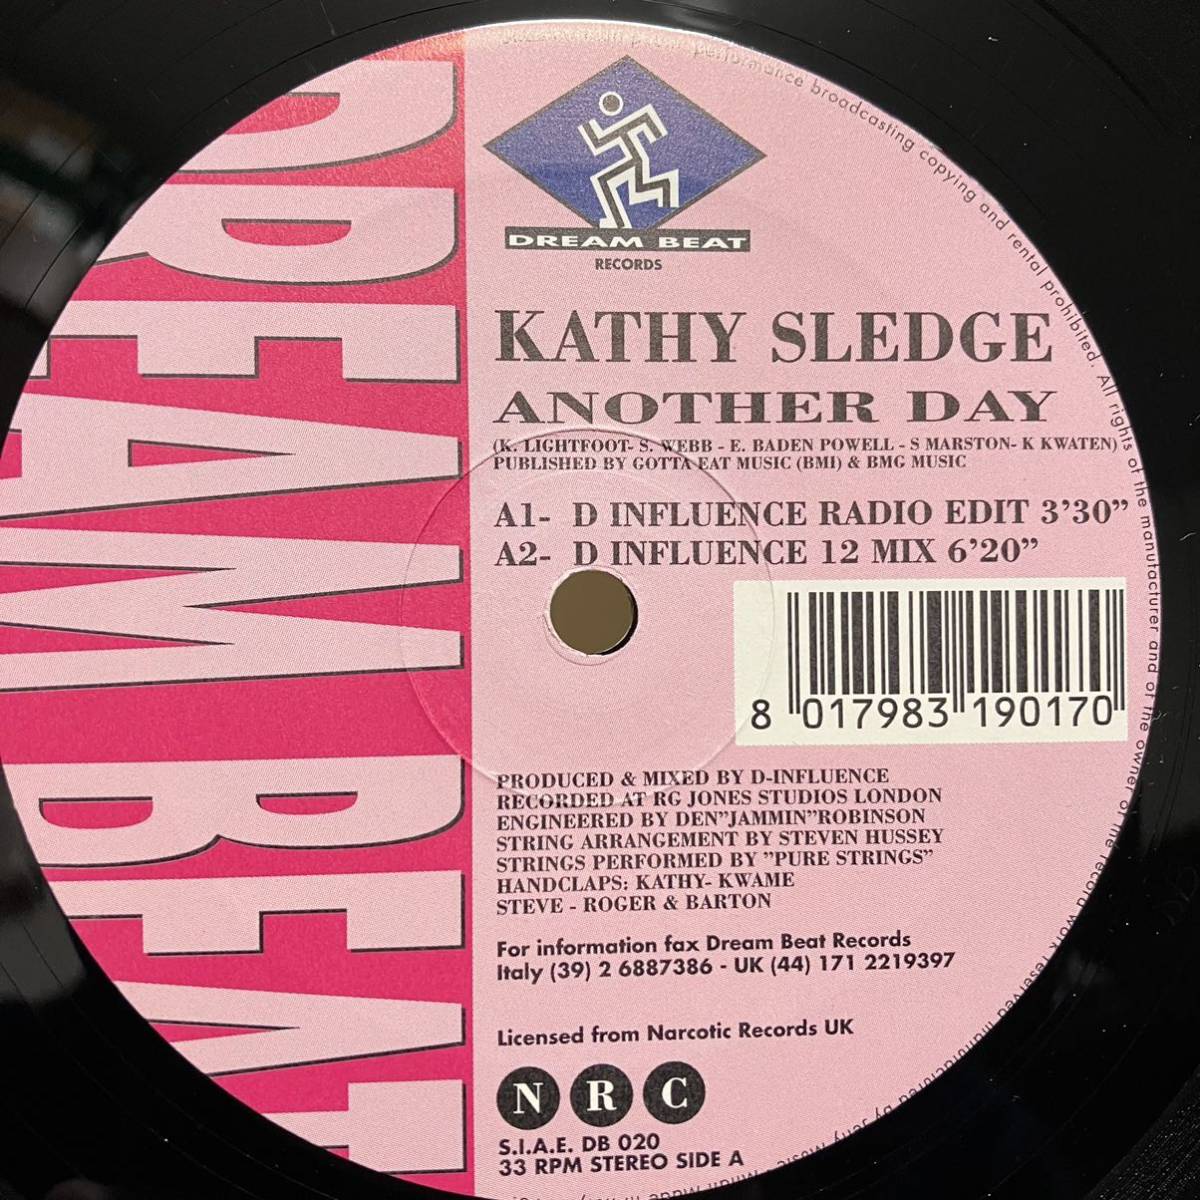 DREAM BEAT
DREAM BEAT
RECORDS
KATHY SLEDGE
ANOTHER DAY
(K. LIGHTFOOT- S. WEBB - E. BADEN POWELL - S MARSTON- K KWATEN)
PUBLISHED BY GOTTA EAT MUSIC (BMI) & BMG MUSIC
A1- D INFLUENCE RADIO EDIT 3'30"
A2- D INFLUENCE 12 MIX 6'20"
8 017983 190170
PRODUCED & MIXED BY D-INFLUENCE
RECORDED AT RG JONES STUDIOS LONDON
ENGINEERED BY DEN"JAMMIN"ROBINSON
STRING ARRANGEMENT BY STEVEN HUSSEY
STRINGS PERFORMED BY "PURE STRINGS"
HANDCLAPS: KATHY- KWAME
STEVE - ROGER & BARTON
For information fax Dream Beat Records
Italy (39) 2 6887386 - UK (44) 171 2219397
Licensed from Narcotic Records UK
N R C
S.I.A.E. DB 020
33 RPM STEREO SIDE A
performance broadcasting copying and rental prohibited. All rights of the manufacturer and of the owner of the record work reserved